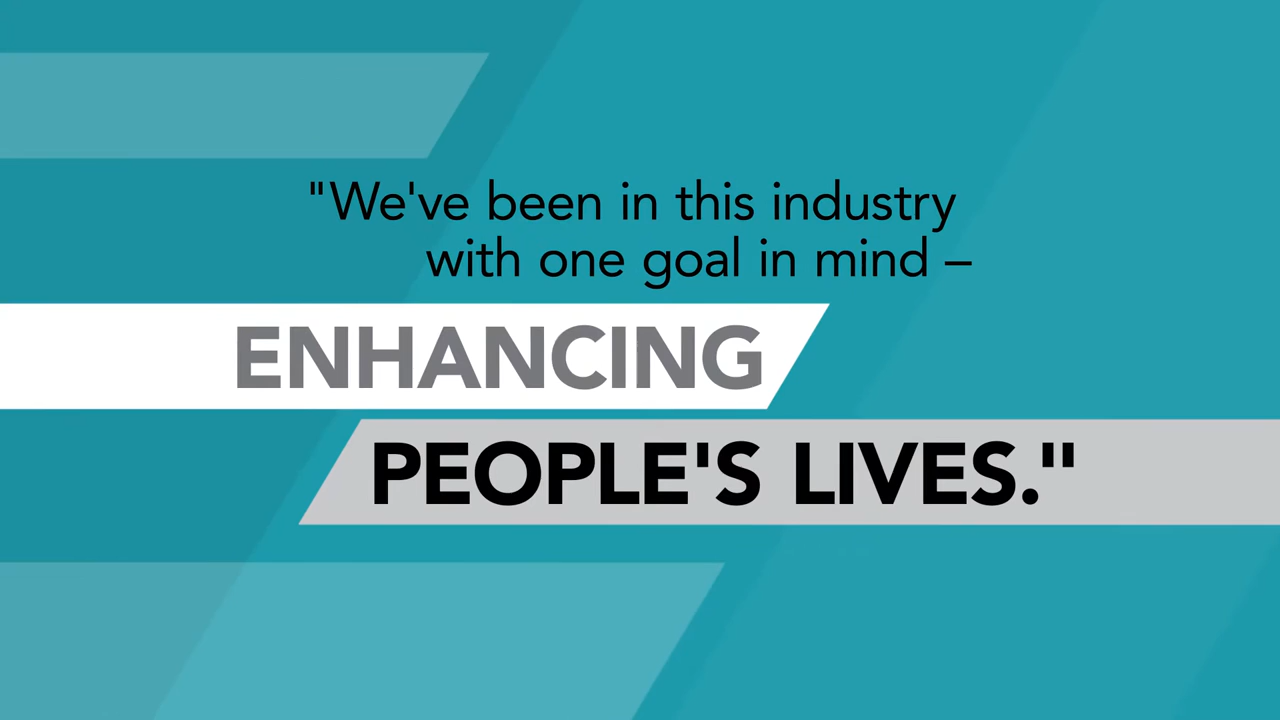 "We've been in this industry
with one goal in mind –
ENHANCING
PEOPLE'S LIVES."